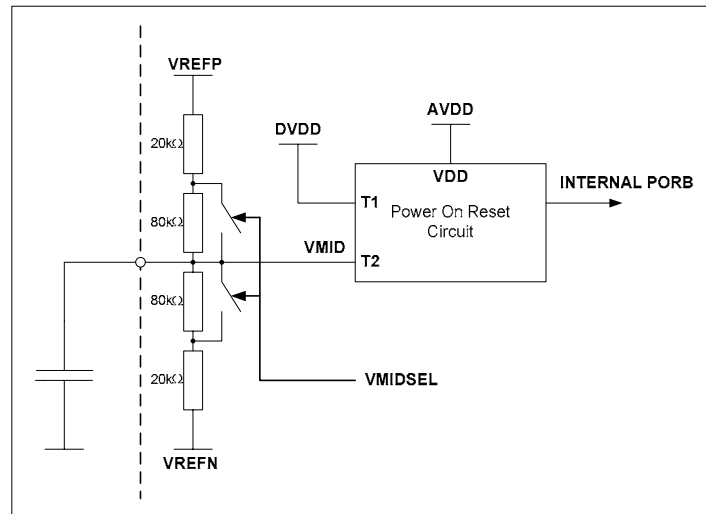 VREFP
AVDD
DVDD
20kΩ
VDD
INTERNAL PORB
T1
Power On Reset
Circuit
80kΩ
VMID
T2
80kΩ
VMIDSEL
20kΩ
VREFN